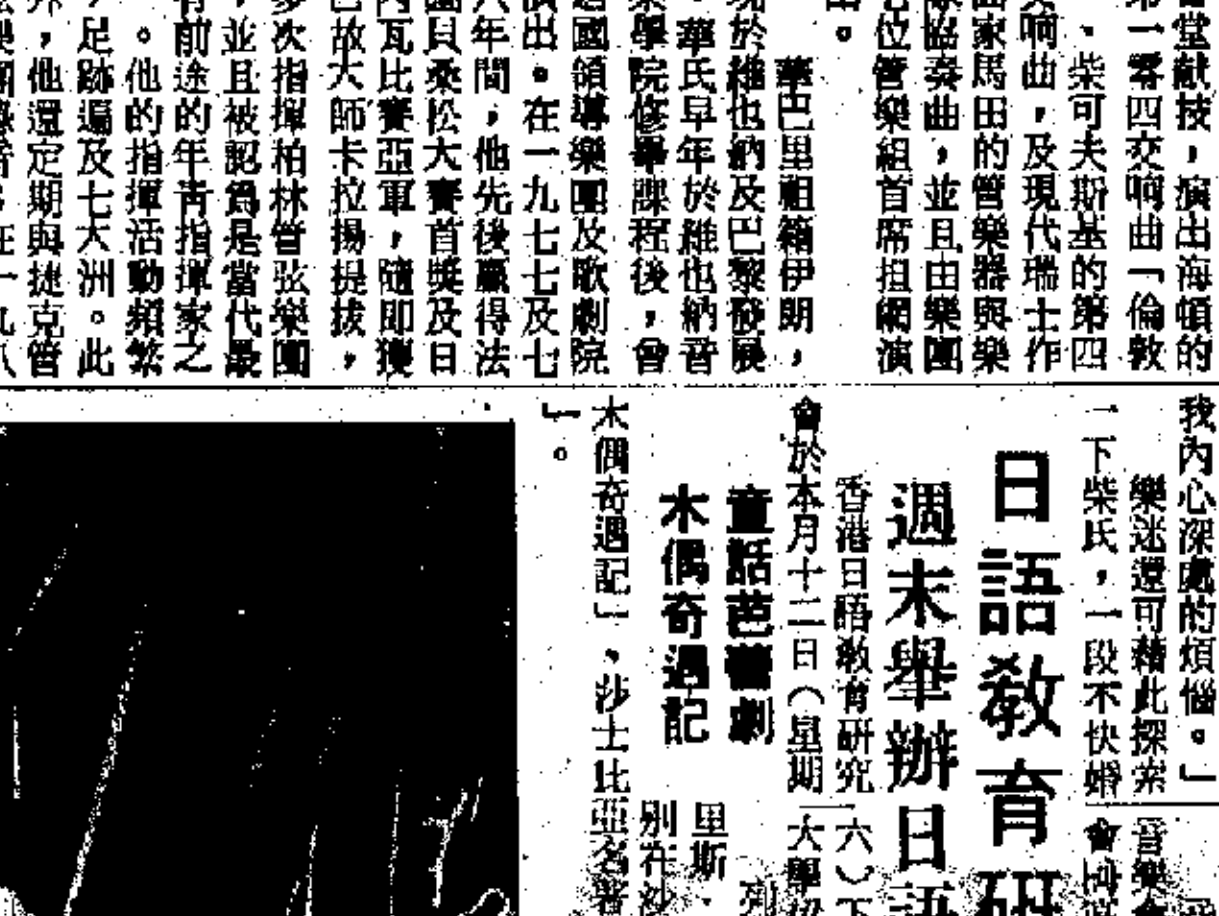 堂献技，演出海頓的
一零四交响曲「倫敦
、柴可夫斯基的第四
响曲，及現代瑞士作
家馬田的管樂器與樂
協奏曲，並且由樂團
位管樂組首席担綱演
。
華巴里祖籍伊朗，
於維也納及巴黎發展
。華氏早年於維也納音
學院修畢課程後，曾
國領導樂團及歌劇院
演出。在一九七七及七
年間，他先後贏得法
國貝桑松大賽首獎及日
內瓦比賽亞軍，隨即獲
已故大師卡拉揚提拔，
多次指揮柏林管弦樂團
，並且被認爲是當代最
有前途的年青指揮家之
。他的指揮活動頻繁
，足跡遍及七大洲。此
外，他還定期與捷克管
我內心深處的煩惱。」
樂迷還可藉此探索
一下柴氏，一段不快婚
音樂
會
日語敎育研
週末舉辦日語
香港日語敎育研究
會於本月十二日（星期
六）下
大學
童話芭蕾劇
木偶奇遇記
里斯·
別在沙
木偶奇遇記」、沙士比
亞名著
」。